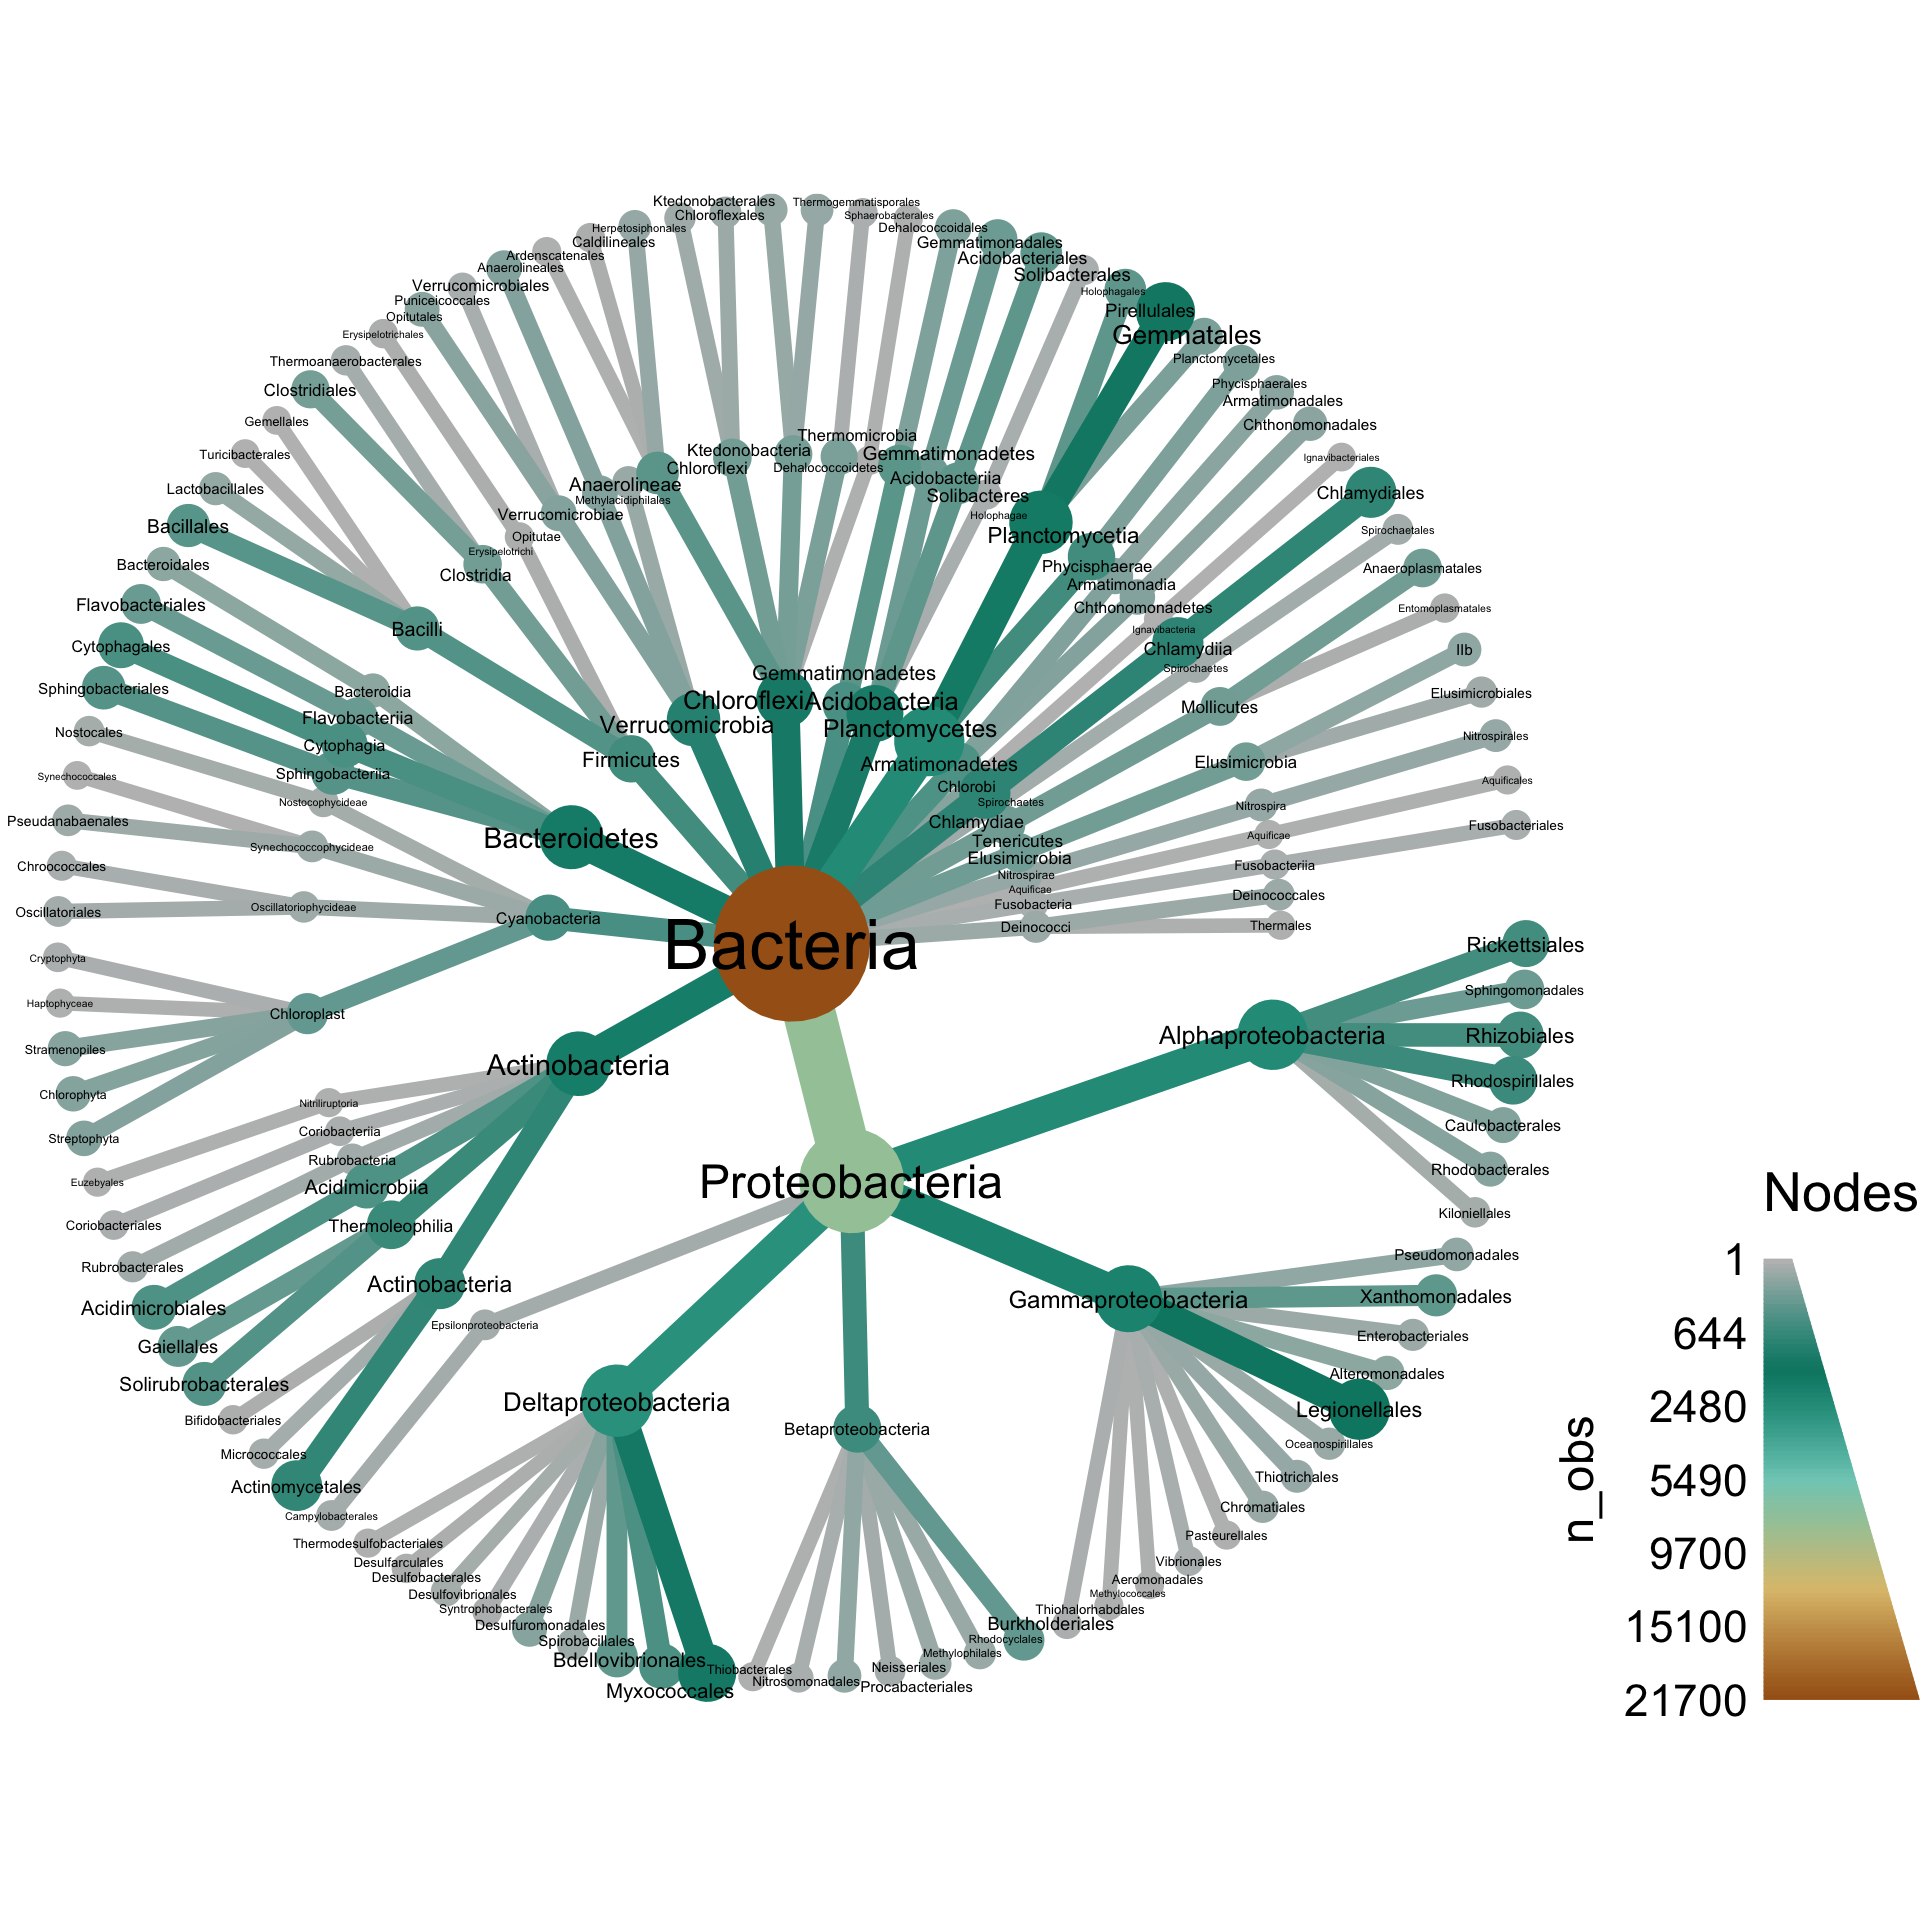 Ktedonobacterales
Thermogemmatisporales
Chloroflexales
Sphaerobacterales
Herpetosiphonales
Dehalococcoidales
Caldilineales
Gemmatimonadales
Ardenscatenales
Acidobacteriales
Anaerolineales
Solibacterales
Verrucomicrobiales
Holophagales
Puniceicoccales
Pirellulales
Opitutales
Gemmatales
Erysipelotrichales
Planctomycetales
Thermoanaerobacterales
Phycisphaerales
Clostridiales
Armatimonadales
Gemellales
Chthonomonadales
Turicibacterales
Ignavibacteriales
Lactobacillales
Chlamydiales
Bacillales
Spirochaetales
Bacteroidales
Anaeroplasmatales
Flavobacteriales
Entomoplasmatales
Cytophagales
IIb
Sphingobacteriales
Elusimicrobiales
Nostocales
Nitrospirales
Synechococcales
Aquificales
Pseudanabaenales
Fusobacteriales
Chroococcales
Deinococcales
Oscillatoriales
Thermales
Thermomicrobia
Ktedonobacteria
Gemmatimonadetes
Chloroflexi
Dehalococcoidetes
Acidobacteriia
Anaerolineae
Solibacteres
Methylacidiphilales
Holophagae
Verrucomicrobiae
Planctomycetia
Opitutae
Erysipelotrichi
Phycisphaerae
Clostridia
Armatimonadia
Bacilli
Chthonomonadetes
Ignavibacteria
Chlamydiia
Spirochaetes
Bacteroidia
Mollicutes
Flavobacteriia
Cytophagia
Elusimicrobia
Sphingobacteriia
Nostocophycideae
Nitrospira
Synechococcophycideae
Aquificae
Oscillatoriophycideae
Fusobacteriia
Gemmatimonadetes
Chloroflexi
Acidobacteria
Verrucomicrobia
Planctomycetes
Firmicutes
Armatimonadetes
Chlorobi
Spirochaetes
Chlamydiae
Bacteroidetes
Tenericutes
Elusimicrobia
Nitrospirae
Aquificae
Fusobacteria
Cyanobacteria
Deinococci
Bacteria
Cryptophyta
Haptophyceae
Chloroplast
Stramenopiles
Chlorophyta
Streptophyta
Actinobacteria
Nitriliruptoria
Coriobacteriia
Rubrobacteria
Acidimicrobiia
Thermoleophilia
Actinobacteria
Euzebyales
Coriobacteriales
Rubrobacterales
Acidimicrobiales
Gaiellales
Solirubrobacterales
Bifidobacteriales
Micrococcales
Actinomycetales
Proteobacteria
Alphaproteobacteria
Rickettsiales
Sphingomonadales
Rhizobiales
Rhodospirillales
Caulobacterales
Rhodobacterales
Kiloniellales
Gammaproteobacteria
Pseudomonadales
Xanthomonadales
Enterobacteriales
Alteromonadales
Legionellales
Oceanospirillales
Thiotrichales
Chromatiales
Pasteurellales
Vibrionales
Aeromonadales
Methylococcales
Thiohalorhabdales
Epsilonproteobacteria
Campylobacterales
Deltaproteobacteria
Thermodesulfobacteriales
Desulfarculales
Desulfobacterales
Desulfovibrionales
Syntrophobacterales
Desulfuromonadales
Spirobacillales
Bdellovibrionales
Myxococcales
Betaproteobacteria
Burkholderiales
Rhodocyclales
Methylophilales
Neisseriales
Procabacteriales
Nitrosomonadales
Thiobacterales
Nodes
n_obs
1
644
2480
5490
9700
15100
21700